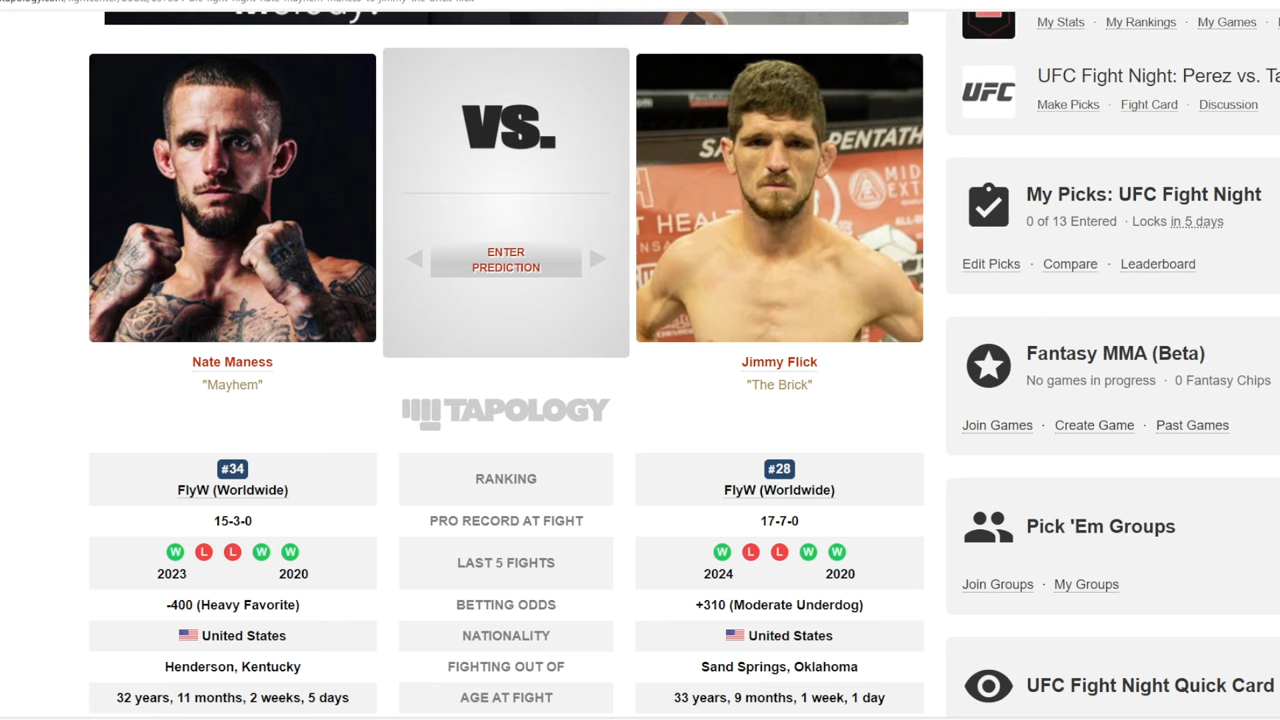 VS.
ENTER
PREDICTION
Nate Maness
"Mayhem"
Jimmy Flick
"The Brick"
TAPOLOGY
#34
FlyW (Worldwide)
RANKING
#28
FlyW (Worldwide)
15-3-0
PRO RECORD AT FIGHT
17-7-0
W L L W W
2023 2020
LAST 5 FIGHTS
W L L W W
2024 2020
-400 (Heavy Favorite)
BETTING ODDS
+310 (Moderate Underdog)
United States
NATIONALITY
United States
Henderson, Kentucky
FIGHTING OUT OF
Sand Springs, Oklahoma
32 years, 11 months, 2 weeks, 5 days
AGE AT FIGHT
33 years, 9 months, 1 week, 1 day
My Stats · My Rankings · My Games ·
UFC
UFC Fight Night: Perez vs. Ta
Make Picks · Fight Card · Discussion
My Picks: UFC Fight Night
0 of 13 Entered · Locks in 5 days
Edit Picks · Compare · Leaderboard
Fantasy MMA (Beta)
No games in progress · 0 Fantasy Chips
Join Games · Create Game · Past Games
Pick 'Em Groups
Join Groups · My Groups
UFC Fight Night Quick Card